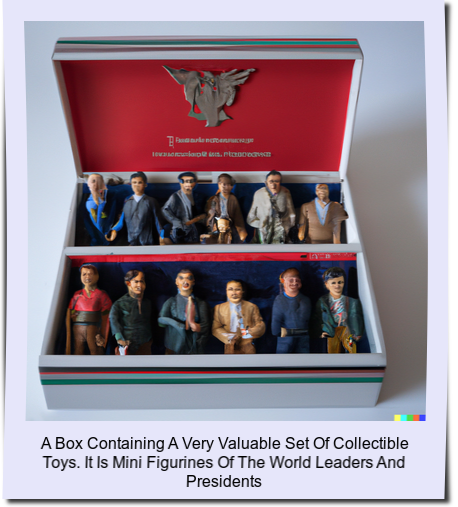 A Box Containing A Very Valuable Set Of Collectible
Toys. It Is Mini Figurines Of The World Leaders And
Presidents